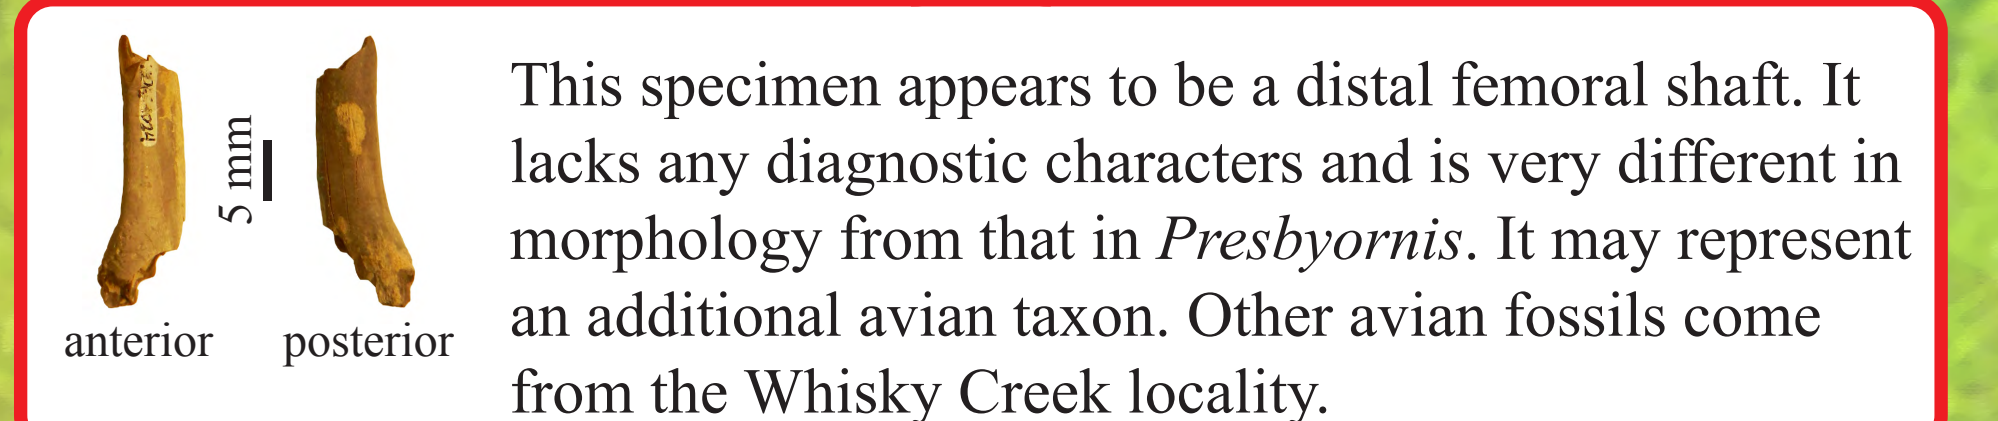 This specimen appears to be a distal femoral shaft. It
lacks any diagnostic characters and is very different in
morphology from that in Presbyornis. It may represent
an additional avian taxon. Other avian fossils come
from the Whisky Creek locality.
5 mm
anterior
posterior